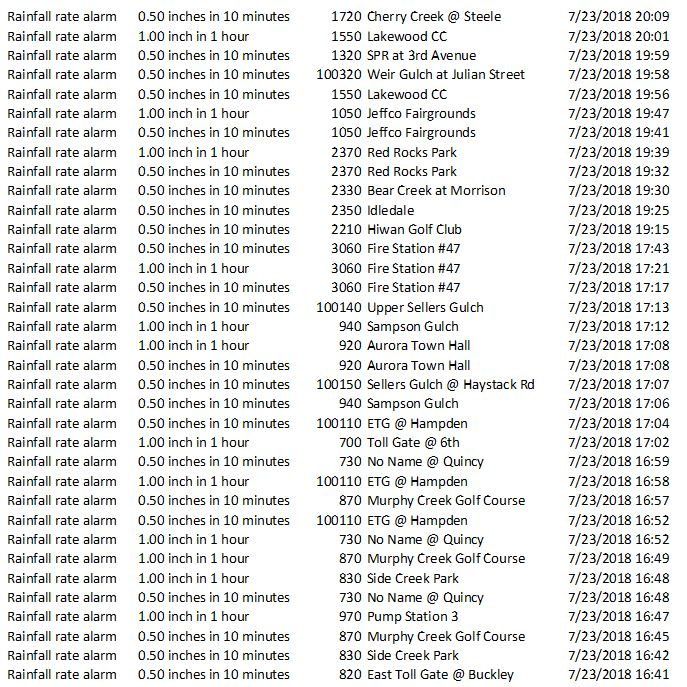 Rainfall rate alarm 0.50 inches in 10 minutes 1720 Cherry Creek @ Steele 7/23/2018 20:09
Rainfall rate alarm 1.00 inch in 1 hour 1550 Lakewood CC 7/23/2018 20:01
Rainfall rate alarm 0.50 inches in 10 minutes 1320 SPR at 3rd Avenue 7/23/2018 19:59
Rainfall rate alarm 0.50 inches in 10 minutes 100320 Weir Gulch at Julian Street 7/23/2018 19:58
Rainfall rate alarm 0.50 inches in 10 minutes 1550 Lakewood CC 7/23/2018 19:56
Rainfall rate alarm 1.00 inch in 1 hour 1050 Jeffco Fairgrounds 7/23/2018 19:47
Rainfall rate alarm 0.50 inches in 10 minutes 1050 Jeffco Fairgrounds 7/23/2018 19:41
Rainfall rate alarm 1.00 inch in 1 hour 2370 Red Rocks Park 7/23/2018 19:39
Rainfall rate alarm 0.50 inches in 10 minutes 2370 Red Rocks Park 7/23/2018 19:32
Rainfall rate alarm 0.50 inches in 10 minutes 2330 Bear Creek at Morrison 7/23/2018 19:30
Rainfall rate alarm 0.50 inches in 10 minutes 2350 Idledale 7/23/2018 19:25
Rainfall rate alarm 0.50 inches in 10 minutes 2210 Hiwan Golf Club 7/23/2018 19:15
Rainfall rate alarm 0.50 inches in 10 minutes 3060 Fire Station #47 7/23/2018 17:43
Rainfall rate alarm 1.00 inch in 1 hour 3060 Fire Station #47 7/23/2018 17:21
Rainfall rate alarm 0.50 inches in 10 minutes 3060 Fire Station #47 7/23/2018 17:17
Rainfall rate alarm 0.50 inches in 10 minutes 100140 Upper Sellers Gulch 7/23/2018 17:13
Rainfall rate alarm 1.00 inch in 1 hour 940 Sampson Gulch 7/23/2018 17:12
Rainfall rate alarm 1.00 inch in 1 hour 920 Aurora Town Hall 7/23/2018 17:08
Rainfall rate alarm 0.50 inches in 10 minutes 920 Aurora Town Hall 7/23/2018 17:08
Rainfall rate alarm 0.50 inches in 10 minutes 100150 Sellers Gulch @ Haystack Rd 7/23/2018 17:07
Rainfall rate alarm 0.50 inches in 10 minutes 940 Sampson Gulch 7/23/2018 17:06
Rainfall rate alarm 0.50 inches in 10 minutes 100110 ETG @ Hampden 7/23/2018 17:04
Rainfall rate alarm 1.00 inch in 1 hour 700 Toll Gate @ 6th 7/23/2018 17:02
Rainfall rate alarm 0.50 inches in 10 minutes 730 No Name @ Quincy 7/23/2018 16:59
Rainfall rate alarm 1.00 inch in 1 hour 100110 ETG @ Hampden 7/23/2018 16:58
Rainfall rate alarm 0.50 inches in 10 minutes 870 Murphy Creek Golf Course 7/23/2018 16:57
Rainfall rate alarm 0.50 inches in 10 minutes 100110 ETG @ Hampden 7/23/2018 16:52
Rainfall rate alarm 1.00 inch in 1 hour 730 No Name @ Quincy 7/23/2018 16:52
Rainfall rate alarm 1.00 inch in 1 hour 870 Murphy Creek Golf Course 7/23/2018 16:49
Rainfall rate alarm 1.00 inch in 1 hour 830 Side Creek Park 7/23/2018 16:48
Rainfall rate alarm 0.50 inches in 10 minutes 730 No Name @ Quincy 7/23/2018 16:48
Rainfall rate alarm 1.00 inch in 1 hour 970 Pump Station 3 7/23/2018 16:47
Rainfall rate alarm 0.50 inches in 10 minutes 870 Murphy Creek Golf Course 7/23/2018 16:45
Rainfall rate alarm 0.50 inches in 10 minutes 830 Side Creek Park 7/23/2018 16:42
Rainfall rate alarm 0.50 inches in 10 minutes 820 East Toll Gate @ Buckley 7/23/2018 16:41